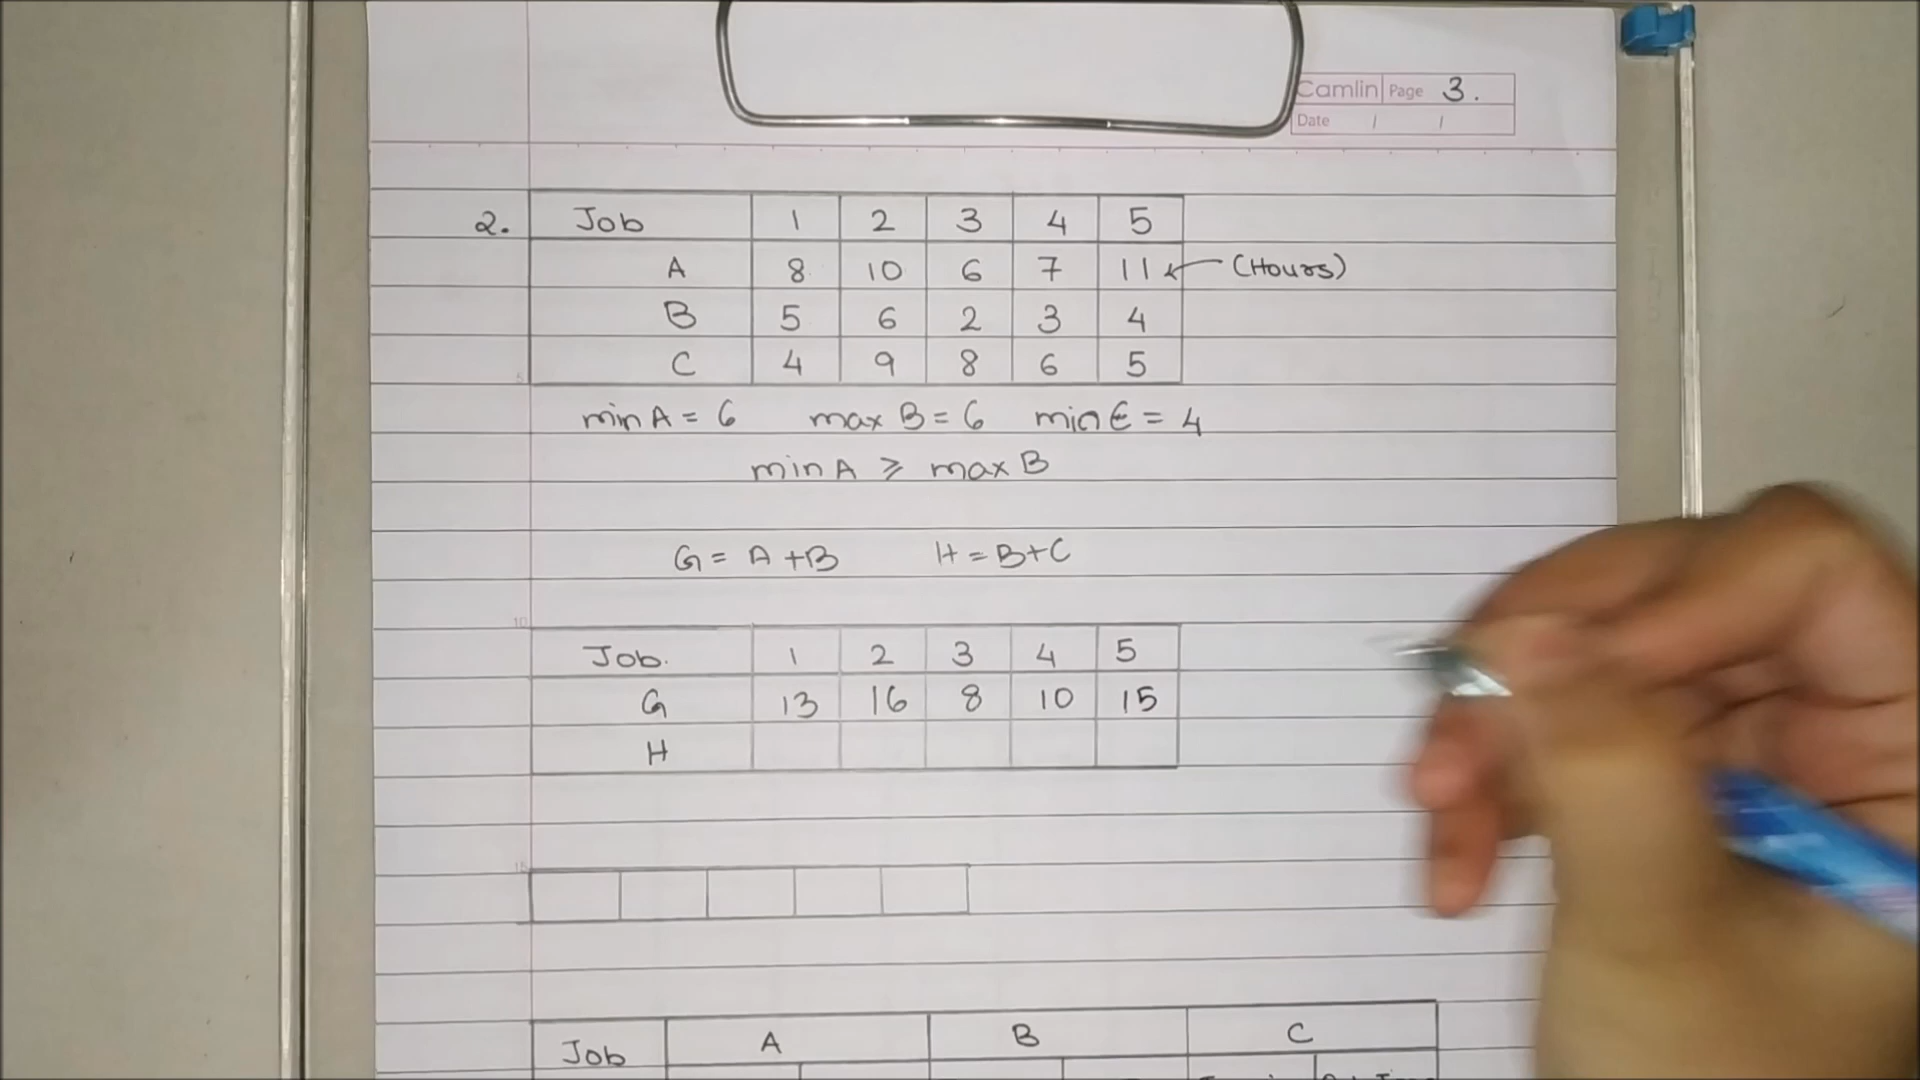 Camlin Page 3.
Date / /
2. Job 1 2 3 4 5
A 8 10 6 7 11 ← (Hours)
B 5 6 2 3 4
C 4 9 8 6 5
min A = 6 max B = 6 min C = 4
min A ≥ max B
G = A + B H = B + C
10
Job. 1 2 3 4 5
G 13 16 8 10 15
H
15
Job A B C